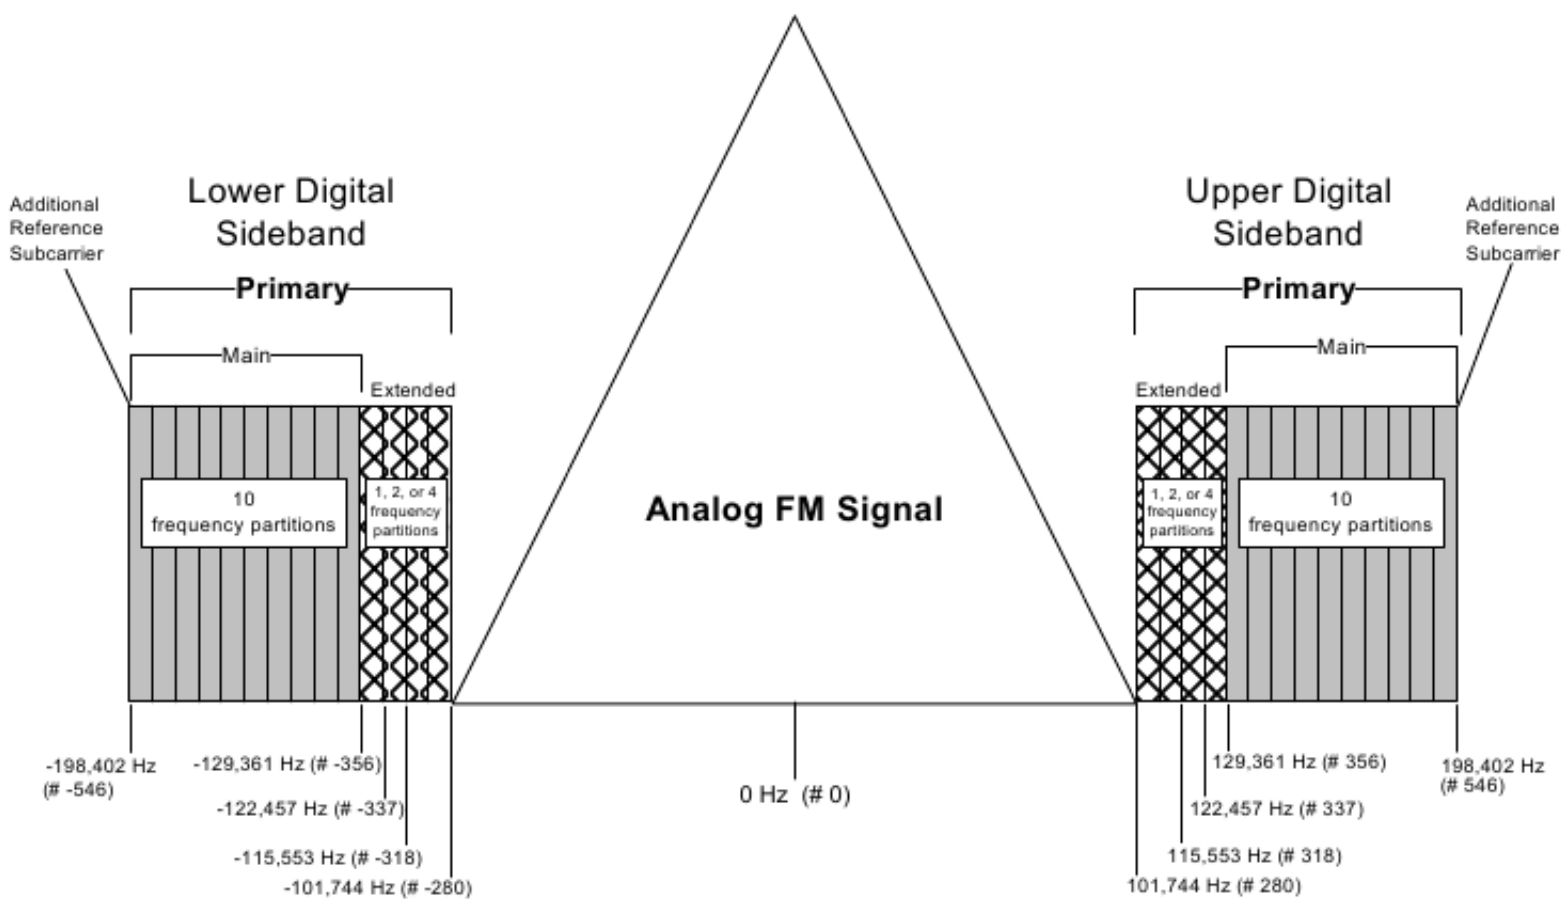 Additional
Reference
Subcarrier
Lower Digital
Sideband
Primary
Main
Extended
10
frequency partitions
1, 2, or 4
frequency
partitions
Analog FM Signal
Upper Digital
Sideband
Primary
Main
Extended
1, 2, or 4
frequency
partitions
10
frequency partitions
Additional
Reference
Subcarrier
-198,402 Hz
(# -546)
-129,361 Hz (# -356)
-122,457 Hz (# -337)
-115,553 Hz (# -318)
-101,744 Hz (# -280)
0 Hz (# 0)
129,361 Hz (# 356)
122,457 Hz (# 337)
115,553 Hz (# 318)
101,744 Hz (# 280)
198,402 Hz
(# 546)